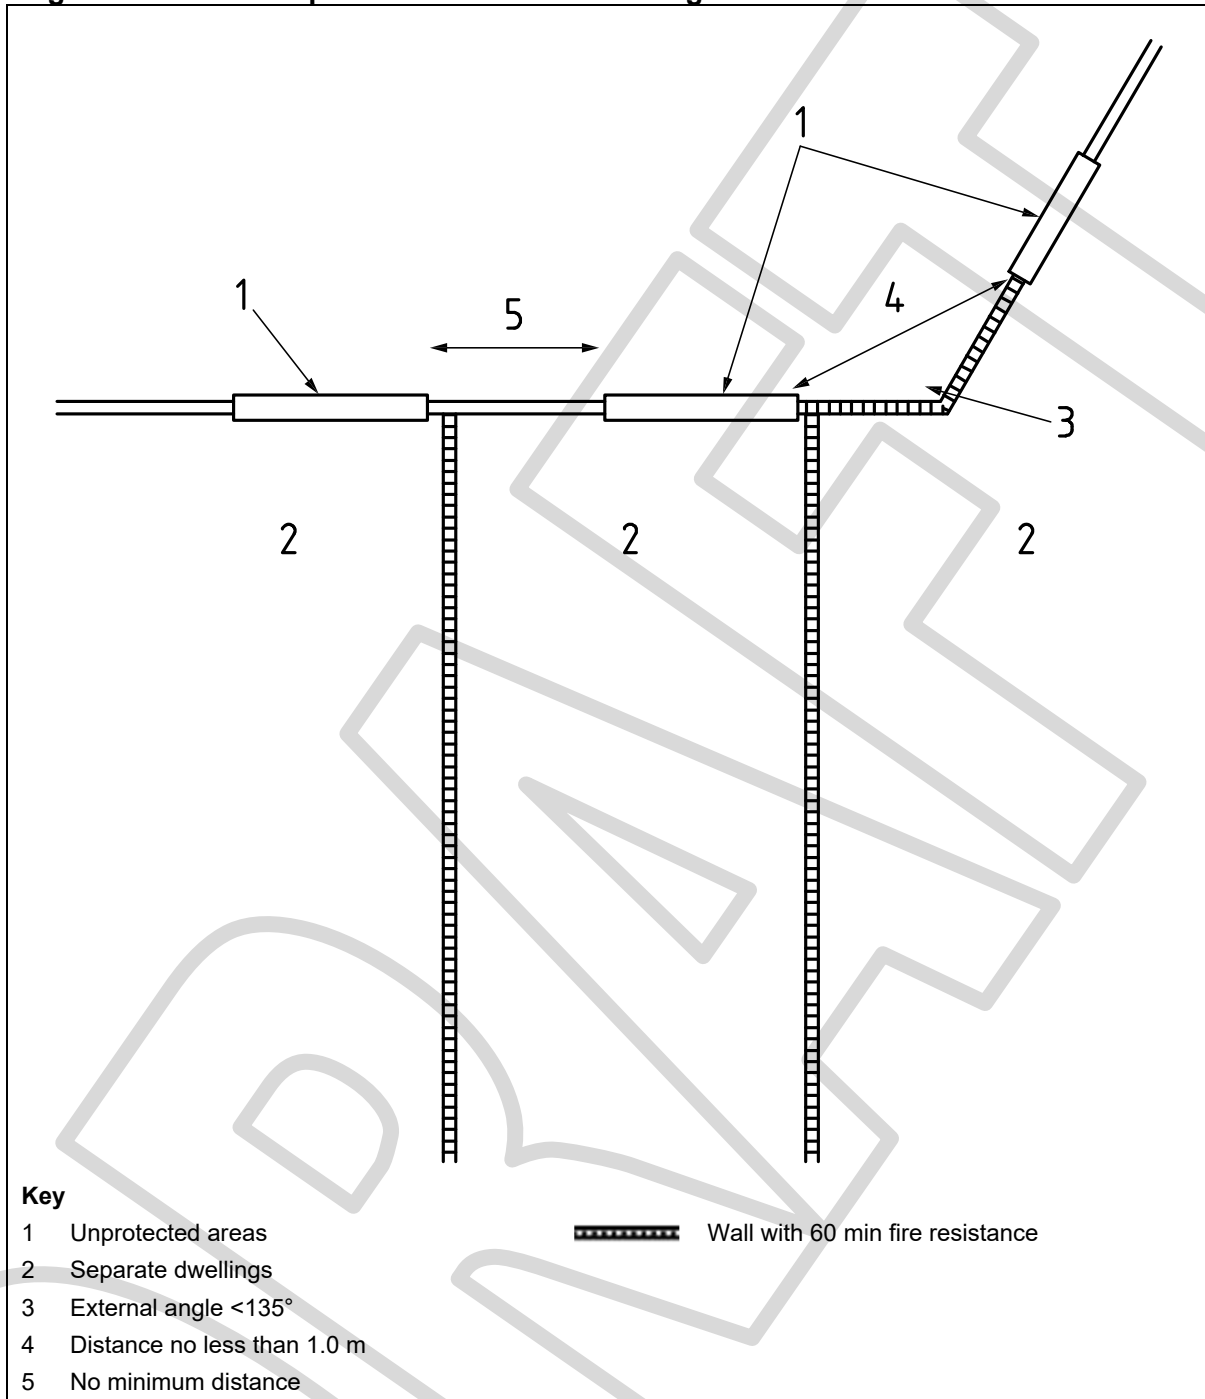 1
1
4
5
3
2 2 2
Key
1 Unprotected areas
Wall with 60 min fire resistance
2 Separate dwellings
3 External angle <135°
4 Distance no less than 1.0 m
5 No minimum distance
DRAFT